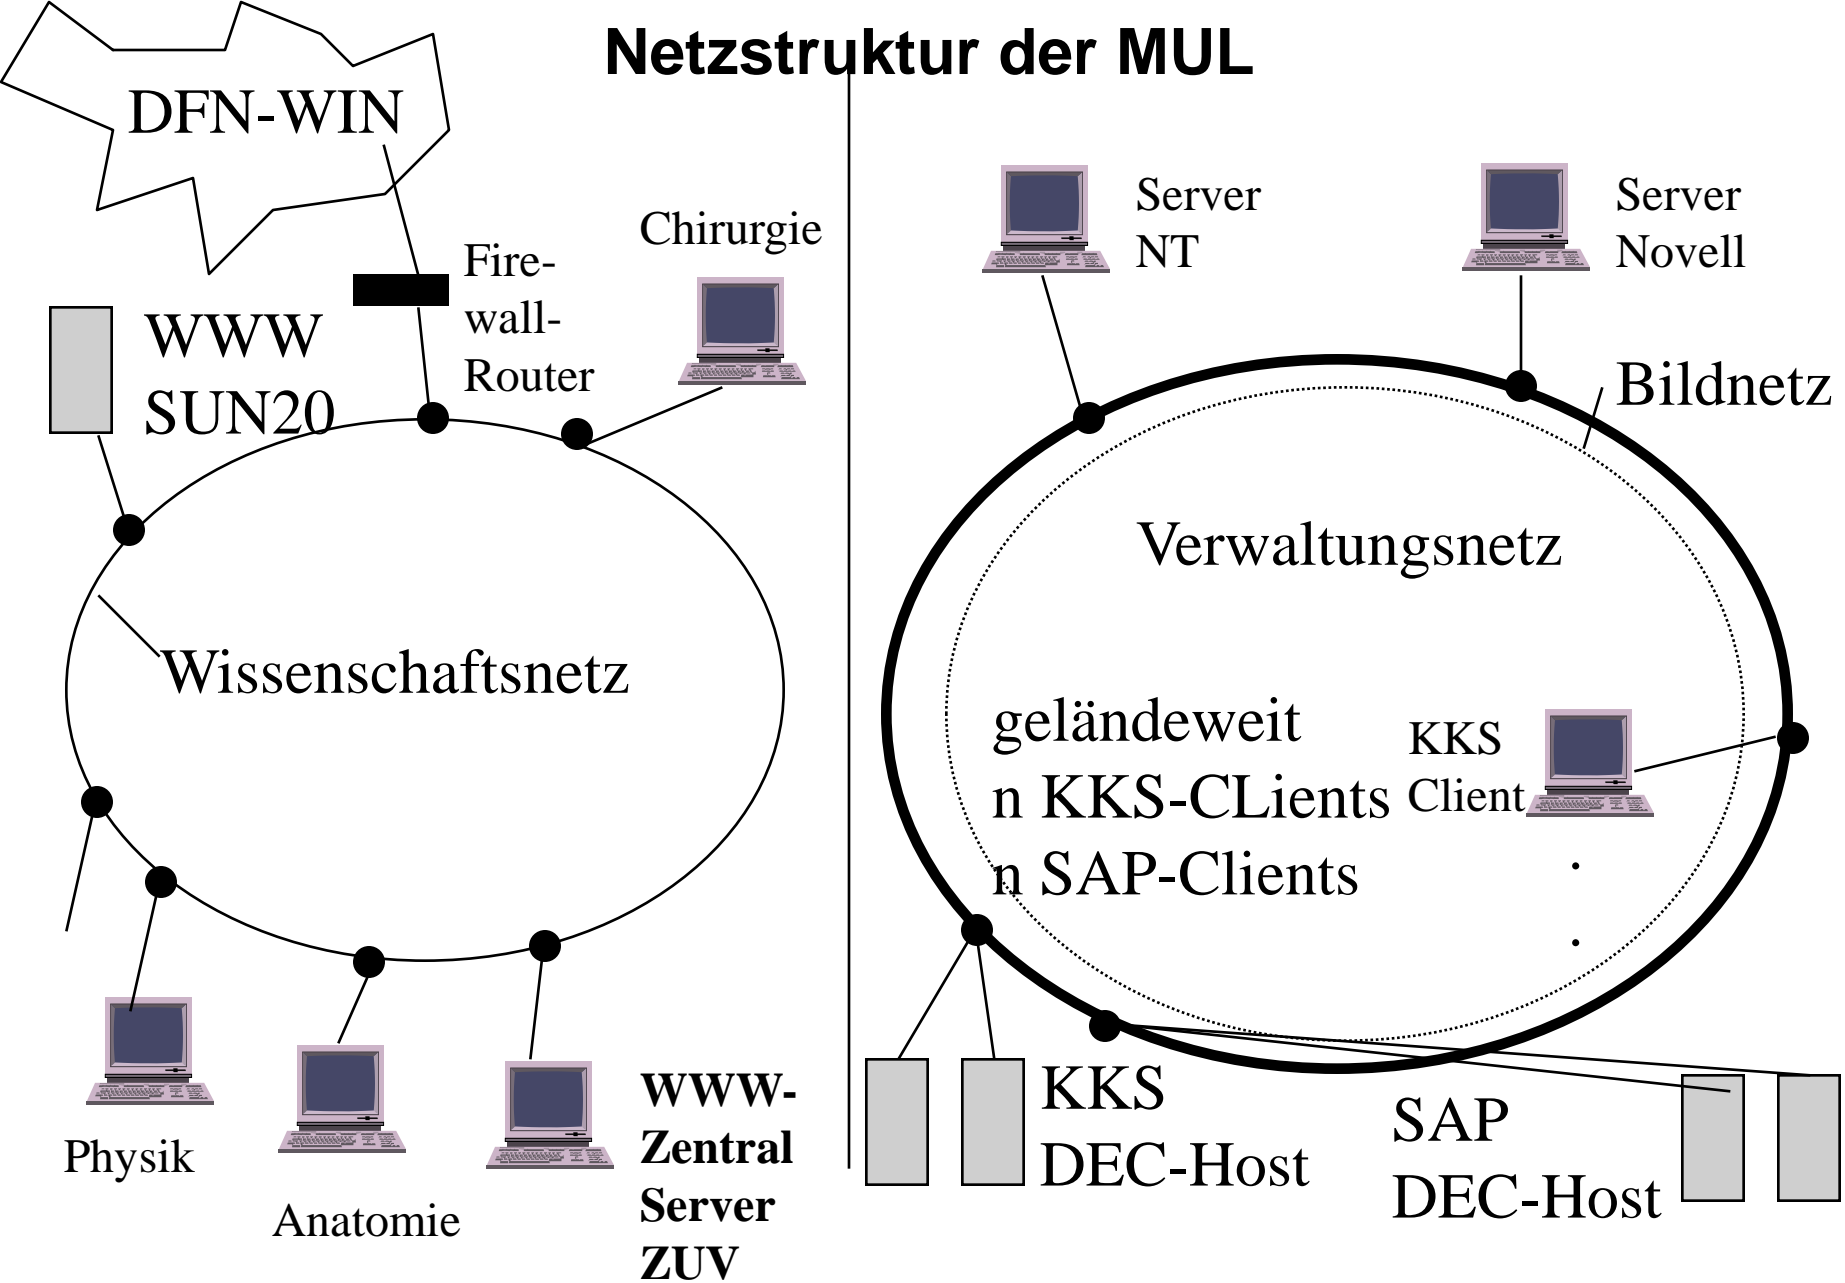 Netzstruktur der MUL
DFN-WIN
Fire-
wall-
Router
Chirurgie
WWW
SUN20
Wissenschaftsnetz
Physik
Anatomie
WWW-
Zentral
Server
ZUV
Server
NT
Server
Novell
Bildnetz
Verwaltungsnetz
geländeweit
n KKS-CLients
n SAP-Clients
KKS
Client
.
.
KKS
DEC-Host
SAP
DEC-Host